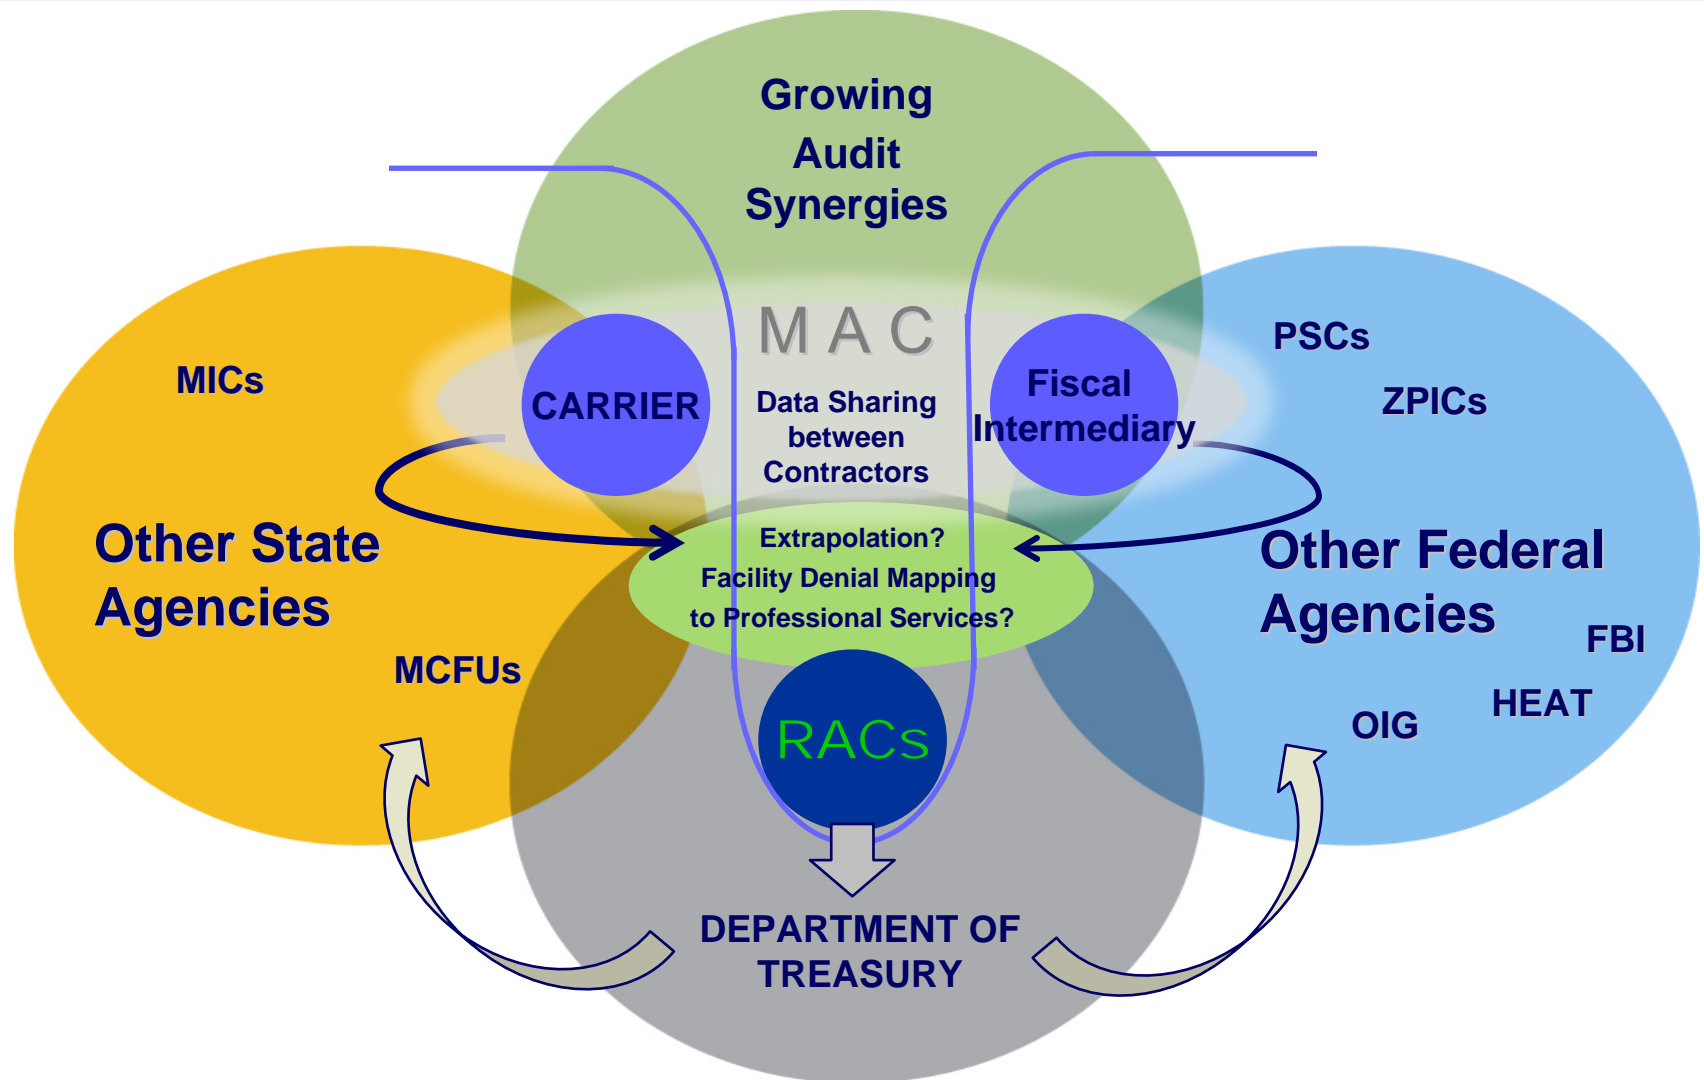 Growing
Audit
Synergies
M A C
CARRIER
Data Sharing
between
Contractors
Fiscal
Intermediary
MICs
Other State
Agencies
MCFUs
PSCs
ZPICs
Other Federal
Agencies
FBI
HEAT
OIG
Extrapolation?
Facility Denial Mapping
to Professional Services?
RACs
DEPARTMENT OF
TREASURY